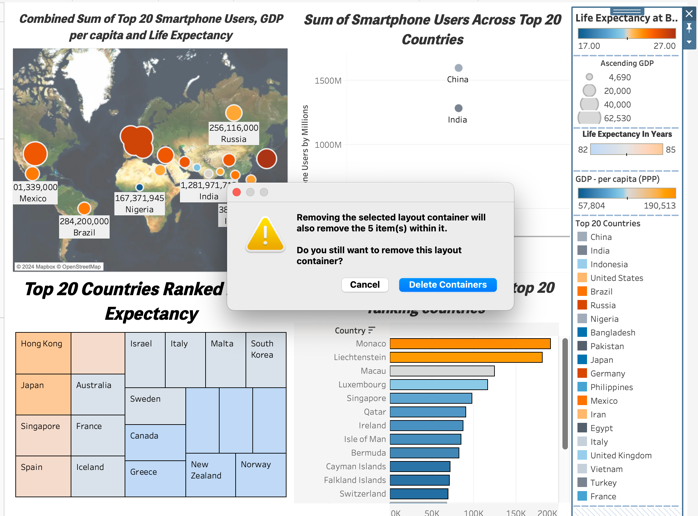 Combined Sum of Top 20 Smartphone Users, GDP
per capita and Life Expectancy
256,116,000
Russia
01,339,000
Mexico
167,371,945
Nigeria
1,281,971,7
India
284,200,000
Brazil
© 2024 Mapbox © OpenStreetMap
Sum of Smartphone Users Across Top 20
Countries
1500M
China
India
1000M
ne Users by Millions
Removing the selected layout container will
also remove the 5 item(s) within it.
Do you still want to remove this layout
container?
Cancel
Delete Containers
Top 20 Countries Ranked
Expectancy
Hong Kong
Israel
Italy
Malta
South
Korea
Japan
Australia
Sweden
Singapore
France
Canada
Spain
Iceland
Greece
New
Zealand
Norway
top 20
ranking countries
Country
Monaco
Liechtenstein
Macau
Luxembourg
Singapore
Qatar
Ireland
Isle of Man
Bermuda
Cayman Islands
Falkland Islands
Switzerland
0K
50K
100K
150K
200K
Life Expectancy at B..
17.00
27.00
Ascending GDP
4,690
20,000
40,000
62,530
Life Expectancy In Years
82
85
GDP - per capita (PPP)
57,804
190,513
Top 20 Countries
China
India
Indonesia
United States
Brazil
Russia
Nigeria
Bangladesh
Pakistan
Japan
Germany
Philippines
Mexico
Iran
Egypt
Italy
United Kingdom
Vietnam
Turkey
France